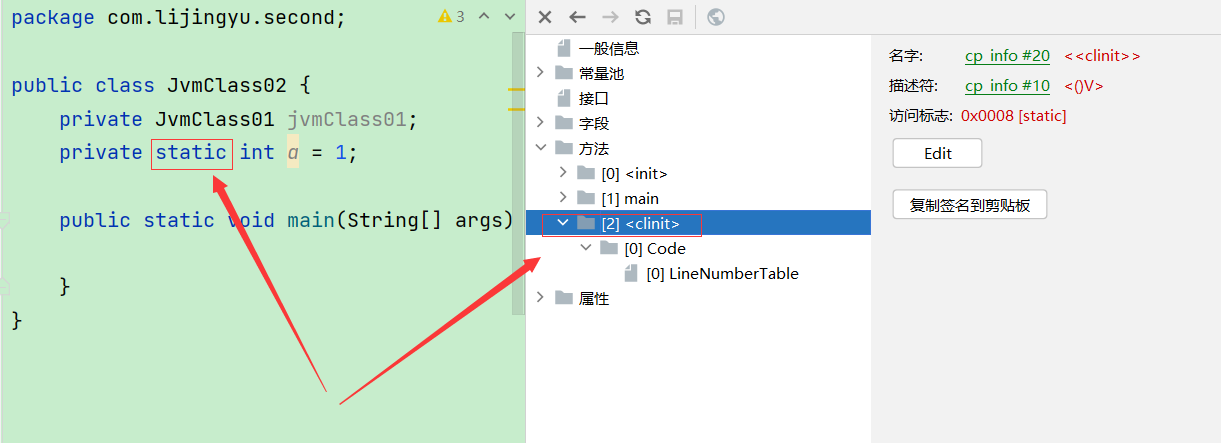 package com.lijingyu.second;
3
public class JvmClass02 {
private JvmClass01 jvmClass01;
private static int a = 1;
public static void main(String[] args)
}
}
一般信息
常量池
接口
字段
方法
[0] <init>
[1] main
[2] <clinit>
[0] Code
[0] LineNumberTable
属性
名字: cp_info #20 <<clinit>>
描述符: cp_info #10 <()V>
访问标志: 0x0008 [static]
Edit
复制签名到剪贴板